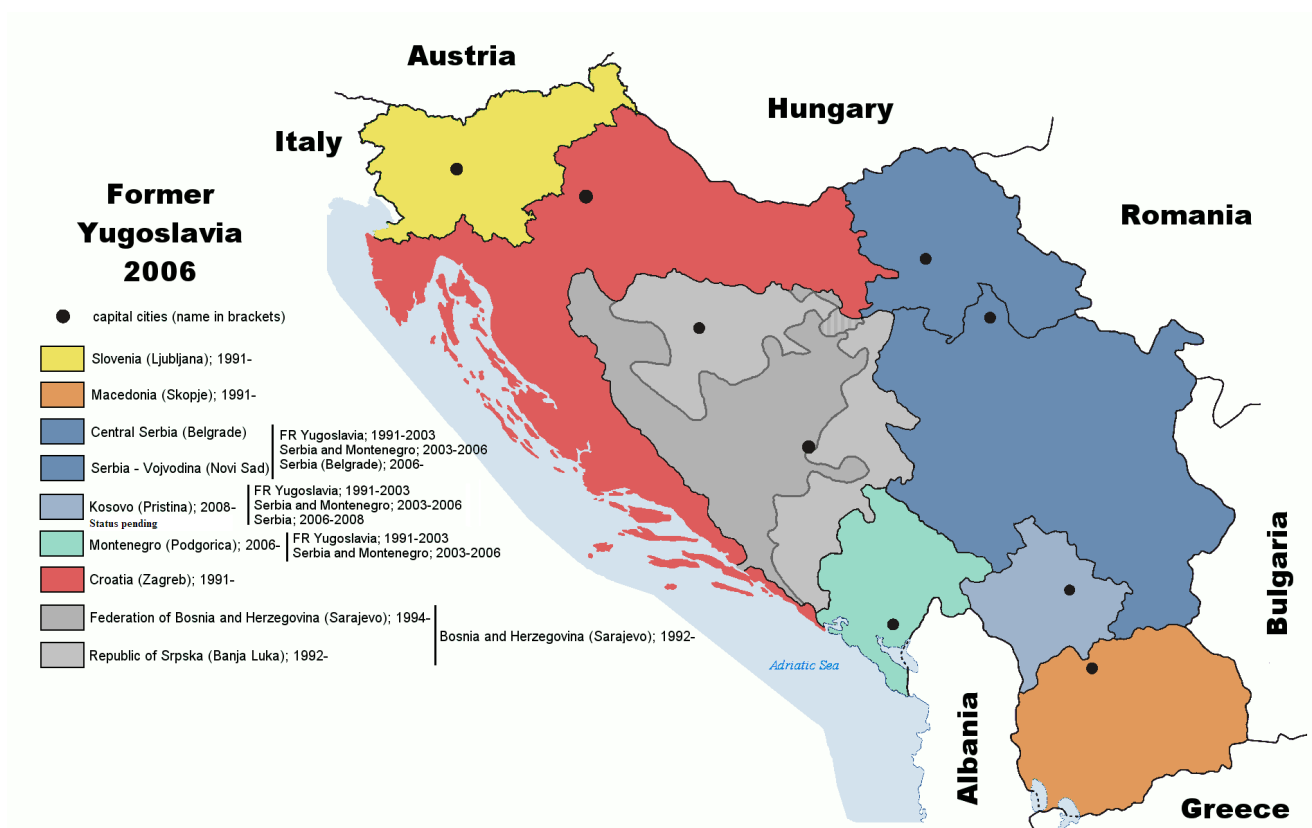 Austria
Hungary
Italy
Former
Yugoslavia
2006
Romania
capital cities (name in brackets)
Slovenia (Ljubljana); 1991-
Macedonia (Skopje); 1991-
Central Serbia (Belgrade)
Serbia - Vojvodina (Novi Sad)
FR Yugoslavia; 1991-2003
Serbia and Montenegro; 2003-2006
Serbia (Belgrade); 2006-
Kosovo (Pristina); 2008-
Status pending
FR Yugoslavia; 1991-2003
Serbia and Montenegro; 2003-2006
Serbia; 2006-2008
Montenegro (Podgorica); 2006-
FR Yugoslavia; 1991-2003
Serbia and Montenegro; 2003-2006
Croatia (Zagreb); 1991-
Federation of Bosnia and Herzegovina (Sarajevo); 1994-
Republic of Srpska (Banja Luka); 1992-
Bosnia and Herzegovina (Sarajevo); 1992-
Adriatic Sea
Bulgaria
Albania
Greece